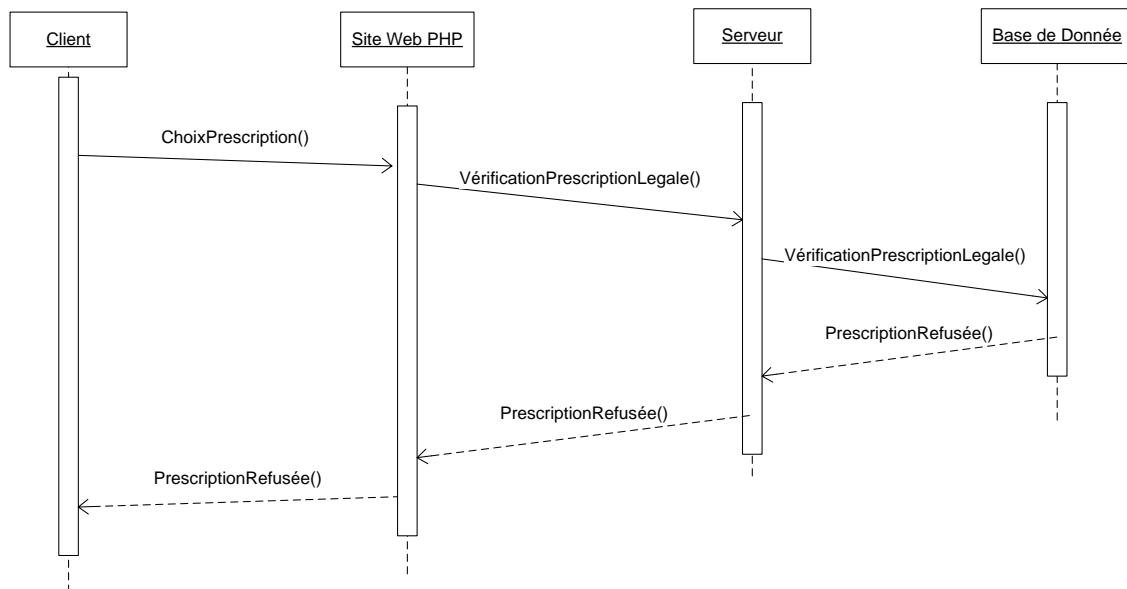 Client
Site Web PHP
Serveur
Base de Donnée
ChoixPrescription()
VérificationPrescriptionLegale()
VérificationPrescriptionLegale()
PrescriptionRefusée()
PrescriptionRefusée()
PrescriptionRefusée()